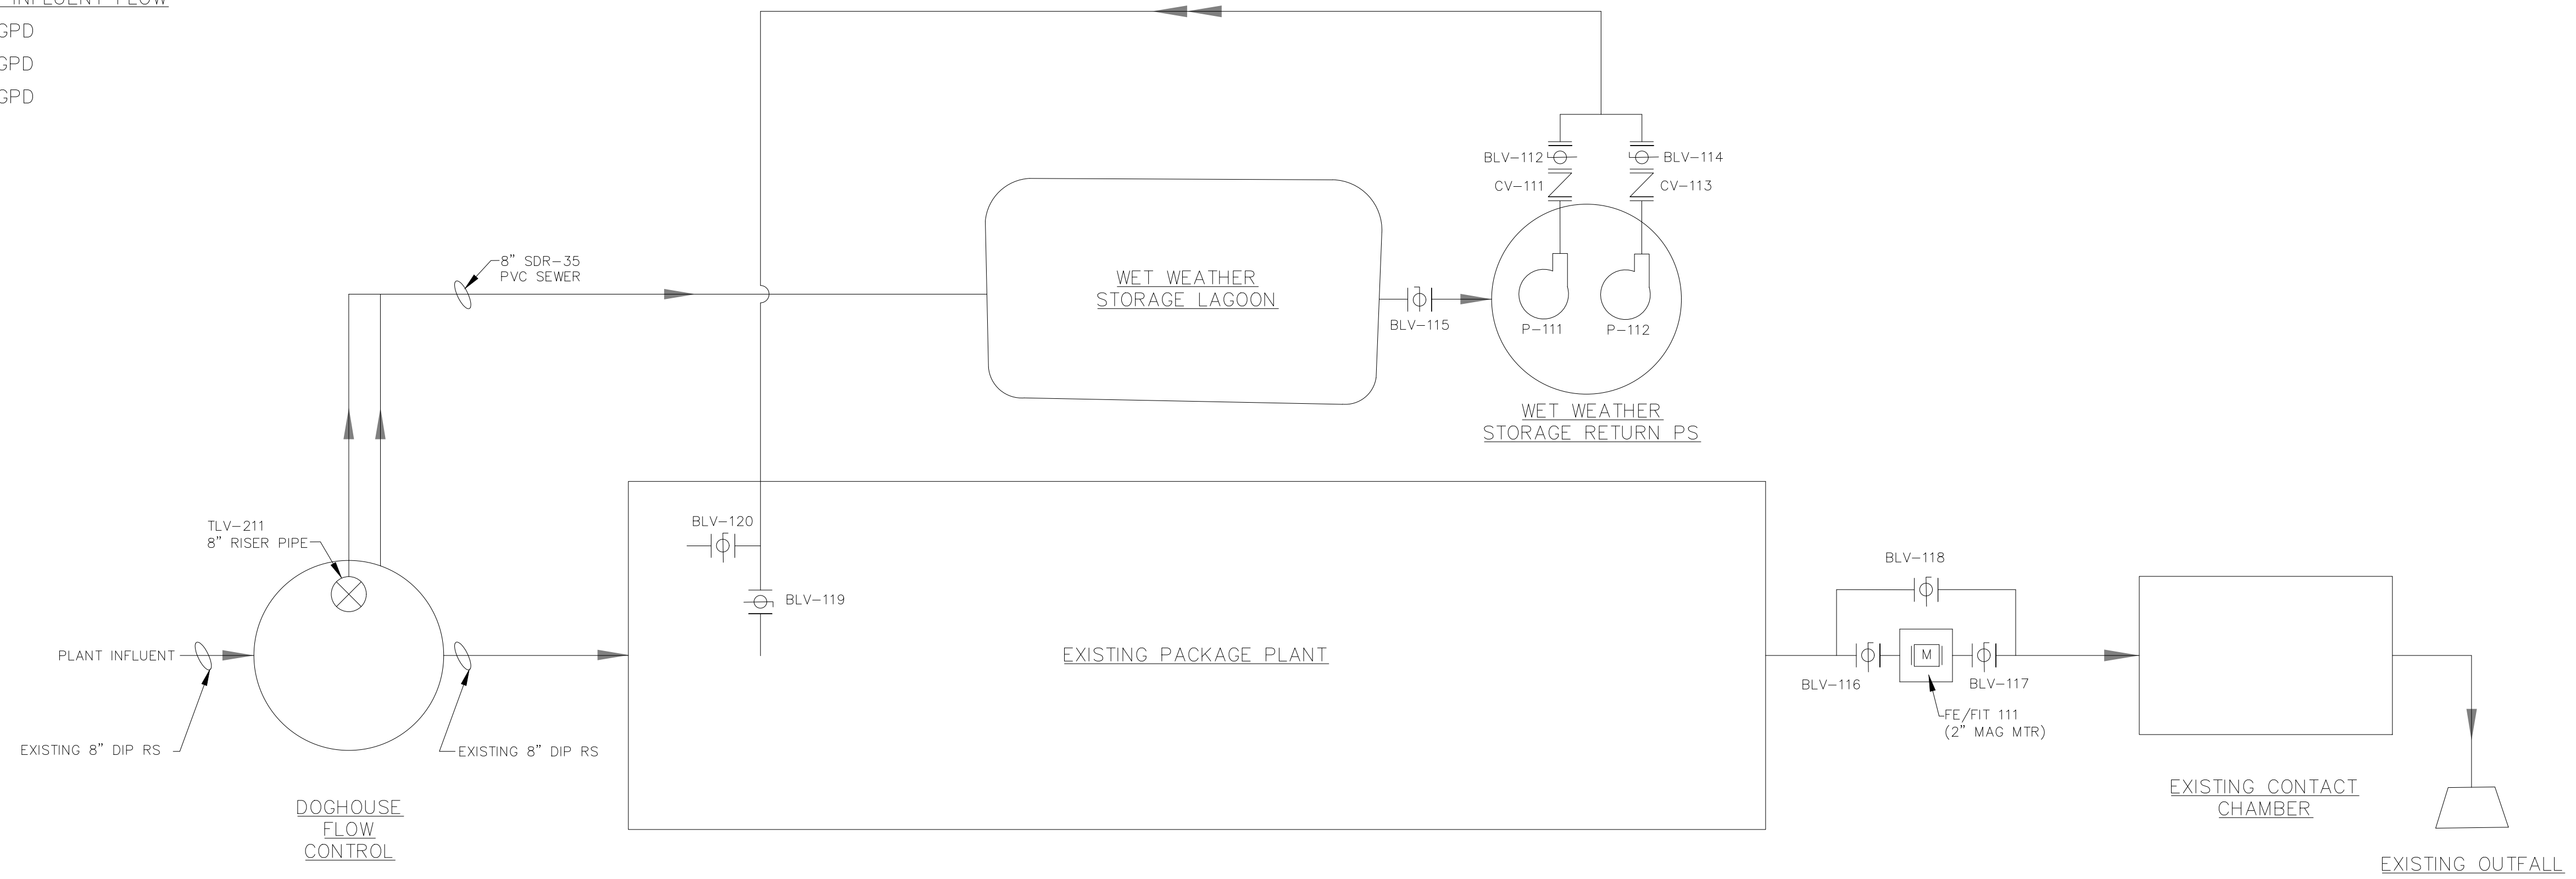 INFLUENT FLOW
GPD
GPD
GPD
BLV-112
BLV-114
CV-111
CV-113
8" SDR-35
PVC SEWER
WET WEATHER
STORAGE LAGOON
BLV-115
P-111
P-112
WET WEATHER
STORAGE RETURN PS
TLV-211
8" RISER PIPE
BLV-120
BLV-119
BLV-118
PLANT INFLUENT
EXISTING PACKAGE PLANT
M
BLV-116
BLV-117
FE/FIT 111
(2" MAG MTR)
EXISTING 8" DIP RS
EXISTING 8" DIP RS
DOGHOUSE
FLOW
CONTROL
EXISTING CONTACT
CHAMBER
EXISTING OUTFALL